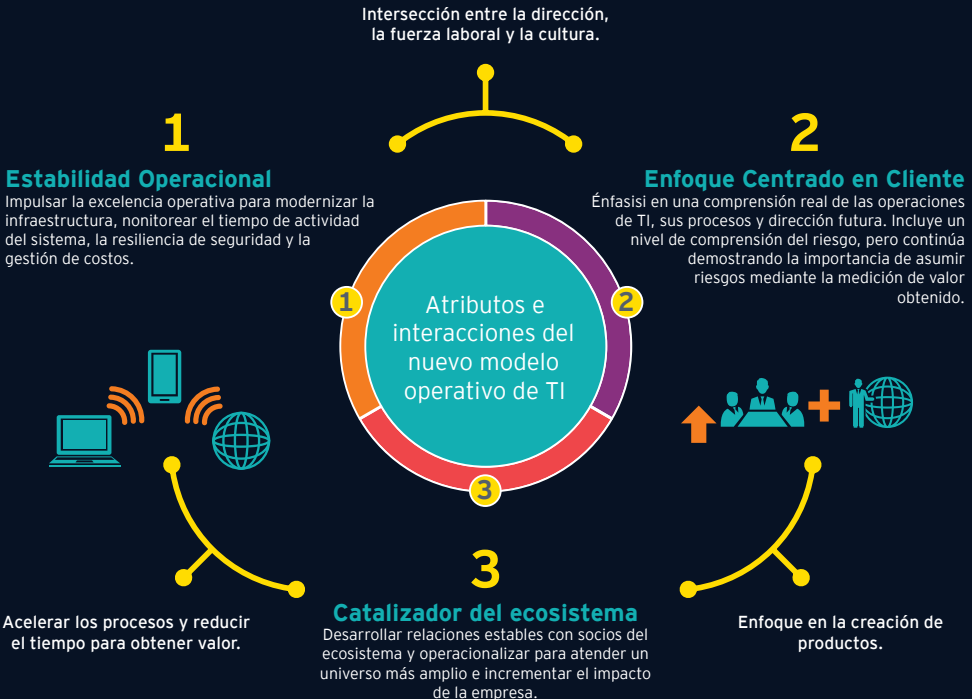 Intersección entre la dirección,
la fuerza laboral y la cultura.
1
Estabilidad Operacional
Impulsar la excelencia operativa para modernizar la
infraestructura, nonitorear el tiempo de actividad
del sistema, la resiliencia de seguridad y la
gestión de costos.
2
Enfoque Centrado en Cliente
Énfasisi en una comprensión real de las operaciones
de TI, sus procesos y dirección futura. Incluye un
nivel de comprensión del riesgo, pero continúa
demostrando la importancia de asumir
riesgos mediante la medición de valor
obtenido.
1
2
Atributos e
interacciones del
nuevo modelo
operativo de TI
3
3
Catalizador del ecosistema
Desarrollar relaciones estables con socios del
ecosistema y operacionalizar para atender un
universo más amplio e incrementar el impacto
de la empresa.
Acelerar los procesos y reducir
el tiempo para obtener valor.
Enfoque en la creación de
productos.